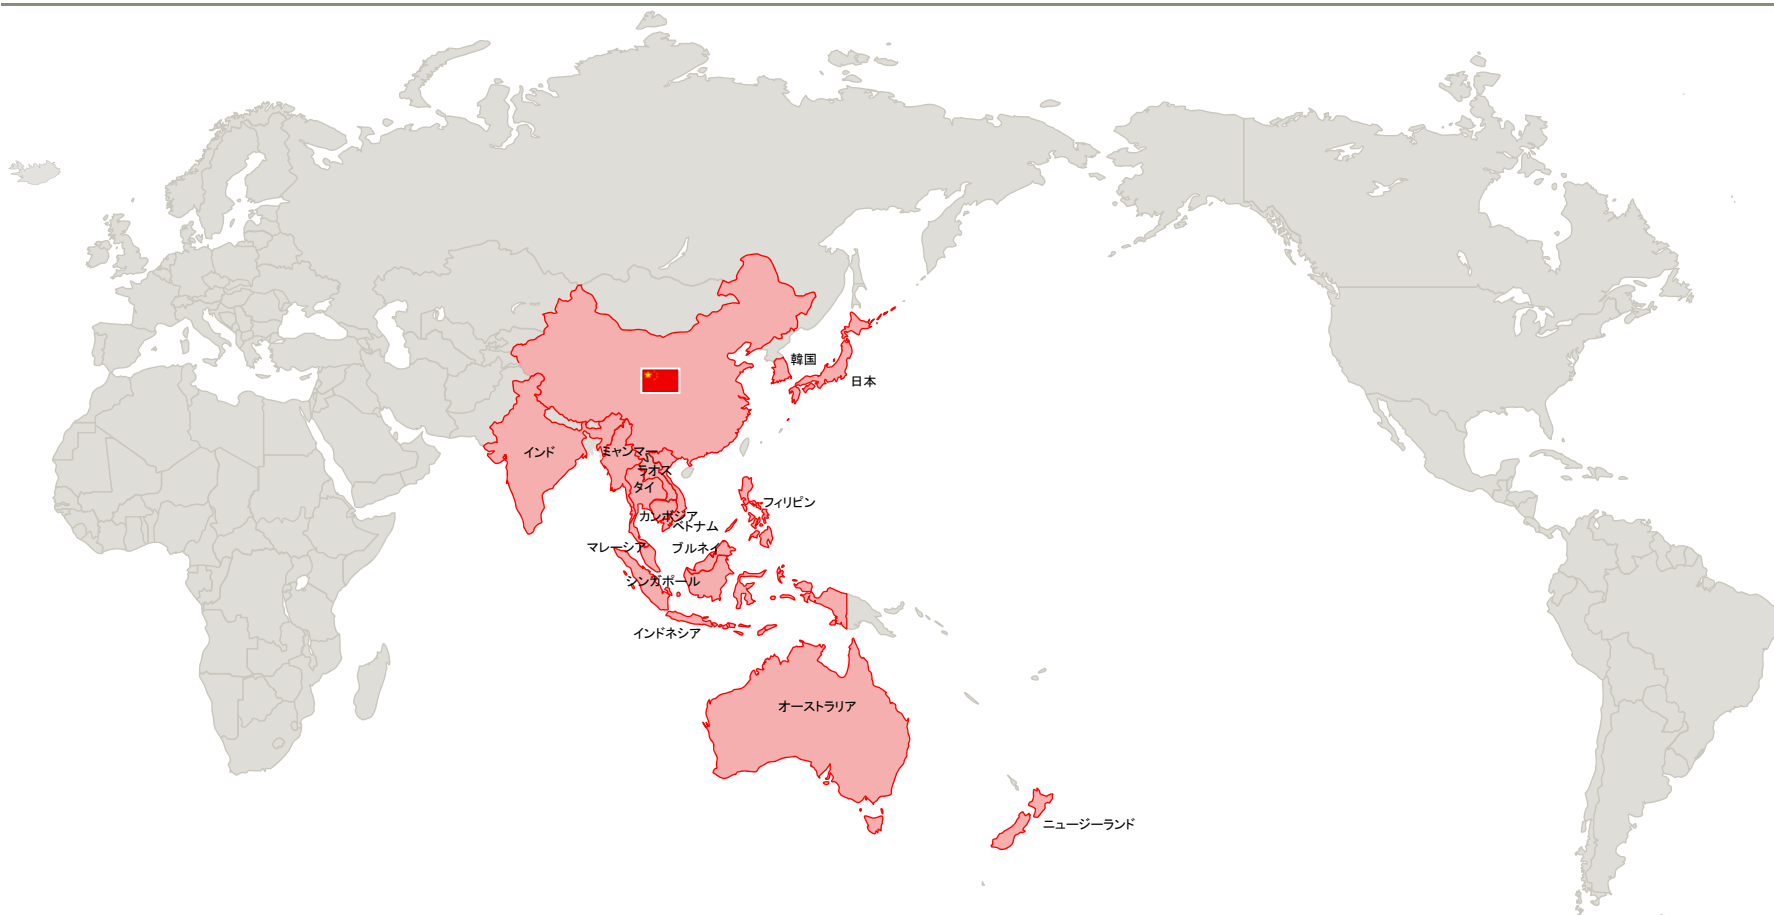 韓国
日本
インド
ミャンマー
ラオス
タイ
フィリピン
カンボジア
ベトナム
マレーシア
ブルネイ
シンガポール
インドネシア
オーストラリア
ニュージーランド